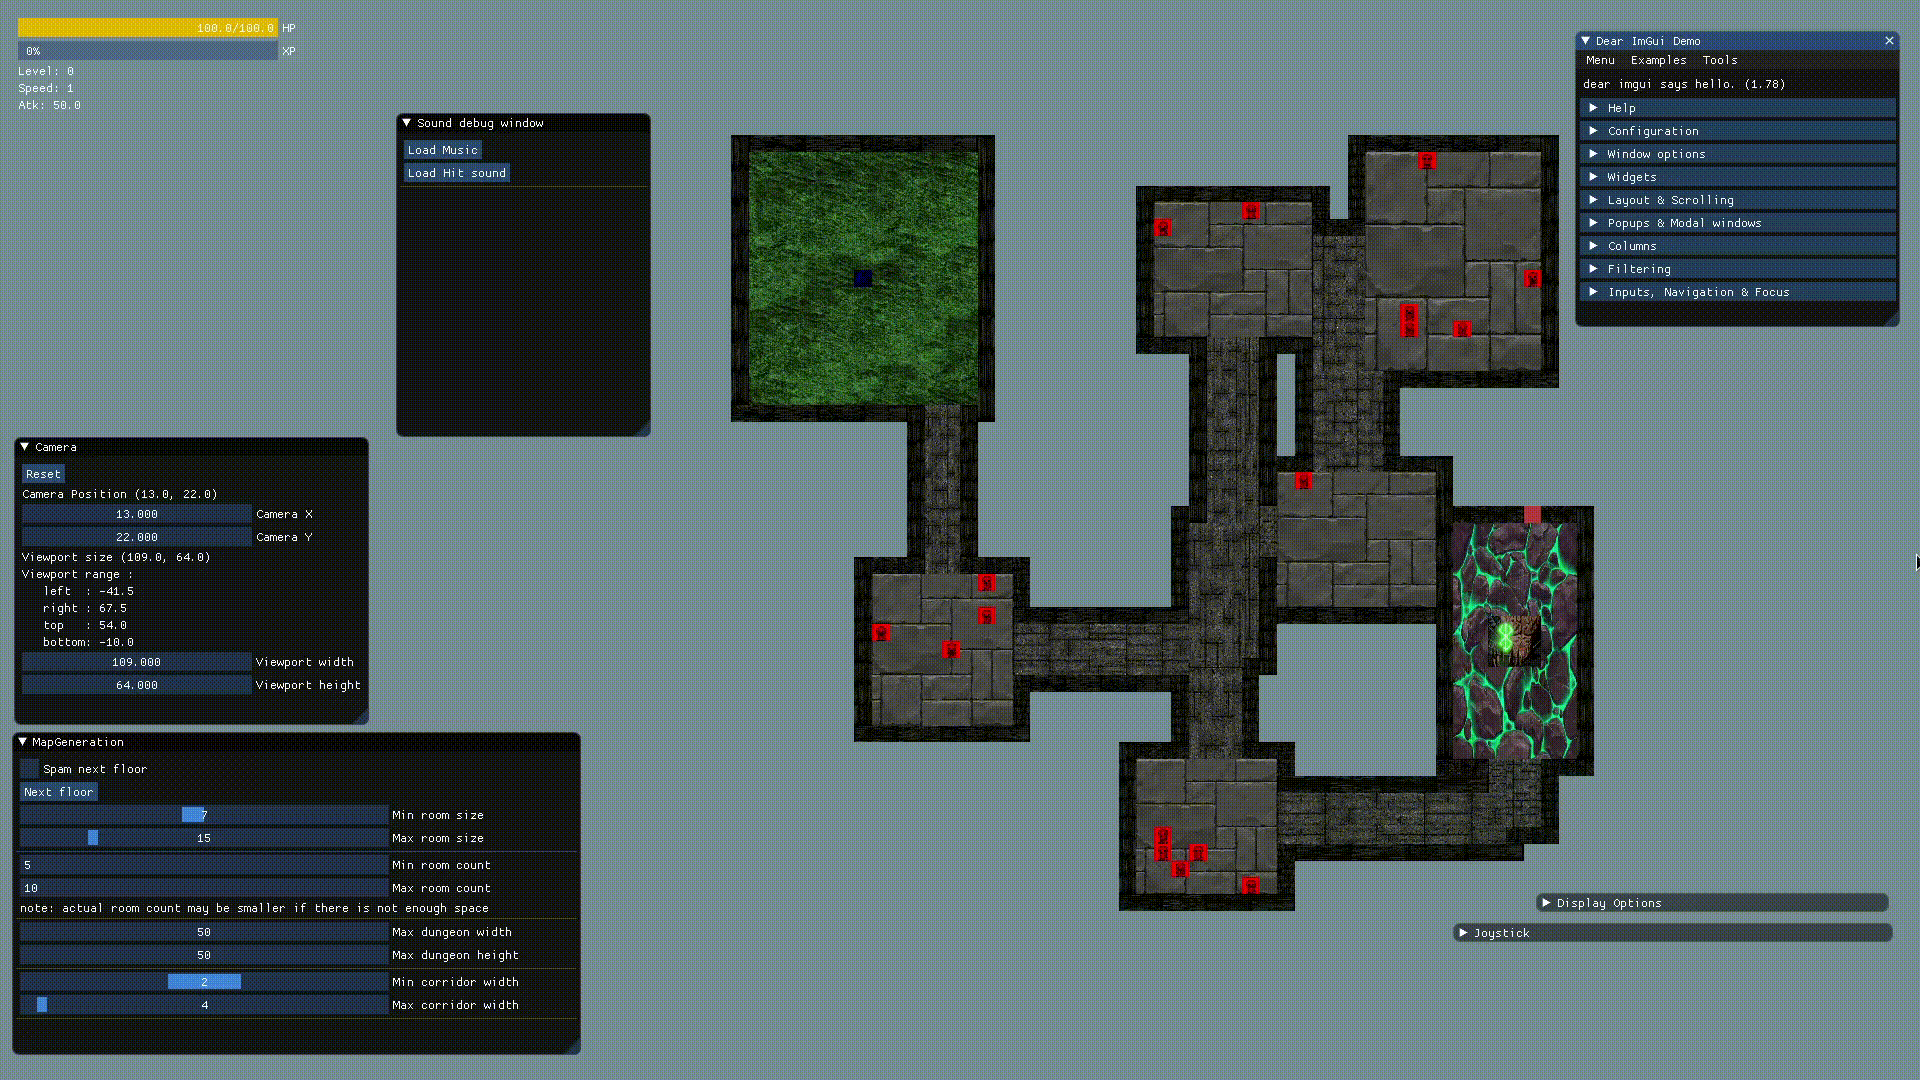 100.0/100.0 HP
0% XP
Level: 0
Speed: 1
Atk: 50.0
Sound debug window
Load Music
Load Hit sound
Dear ImGui Demo
Menu Examples Tools
dear imgui says hello. (1.78)
Help
Configuration
Window options
Widgets
Layout & Scrolling
Popups & Modal windows
Columns
Filtering
Inputs, Navigation & Focus
Camera
Reset
Camera Position (13.0, 22.0)
13.000 Camera X
22.000 Camera Y
Viewport size (109.0, 64.0)
Viewport range :
left : -41.5
right : 67.5
top : 54.0
bottom: -10.0
109.000 Viewport width
64.000 Viewport height
MapGeneration
Spam next floor
Next floor
7 Min room size
15 Max room size
5 Min room count
10 Max room count
note: actual room count may be smaller if there is not enough space
50 Max dungeon width
50 Max dungeon height
2 Min corridor width
4 Max corridor width
Display Options
Joystick